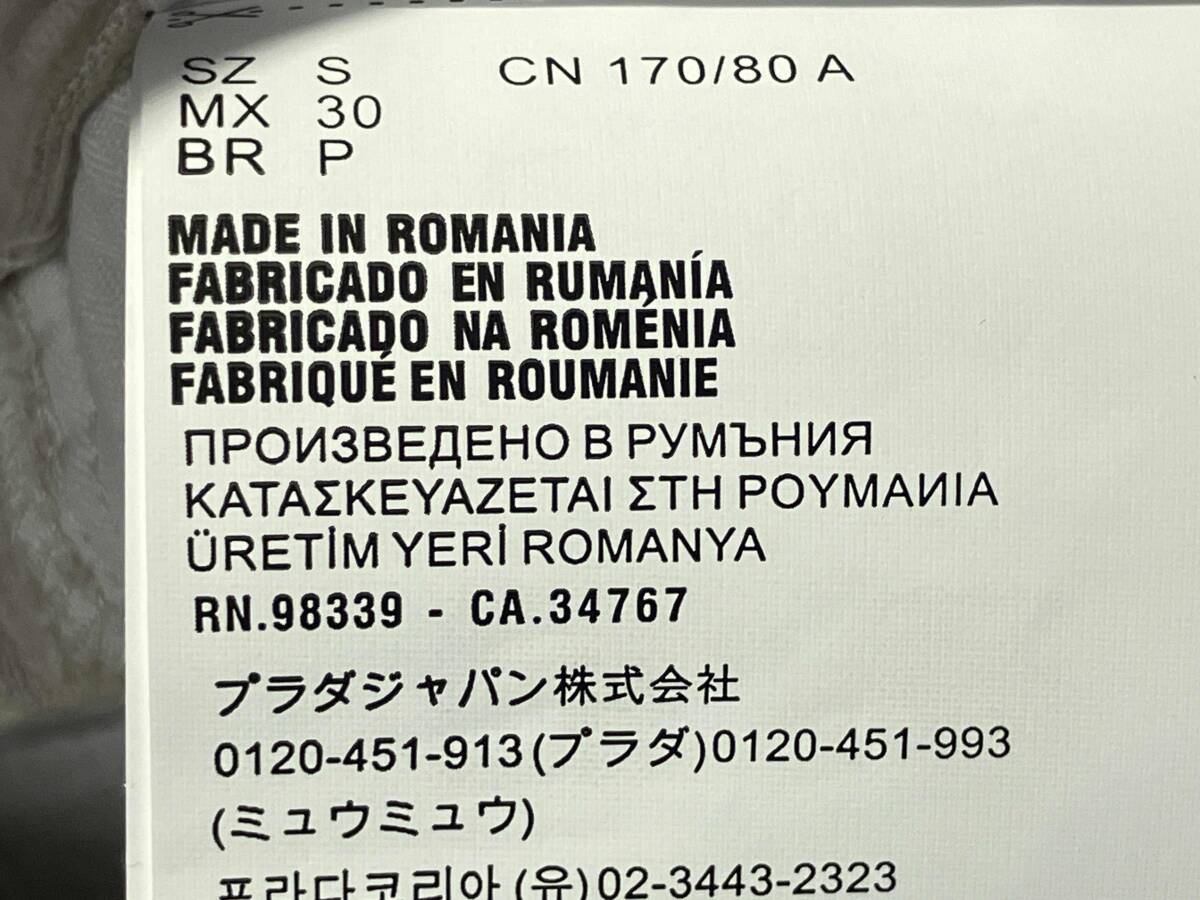 SZ S CN 170/80 A
MX 30
BR P
MADE IN ROMANIA
FABRICADO EN RUMANÍA
FABRICADO NA ROMÉNIA
FABRIQUÉ EN ROUMANIE
ПРОИЗВЕДЕНО В РУМЪНИЯ
ΚΑΤΑΣΚΕΥΑΖΕΤΑΙ ΣΤΗ ΡΟΥΜΑИΙΑ
ÜRETİM YERİ ROMANYA
RN.98339 - CA.34767
プラダジャパン株式会社
0120-451-913(プラダ)0120-451-993
(ミュウミュウ)
프라다코리아(유)02-3443-2323